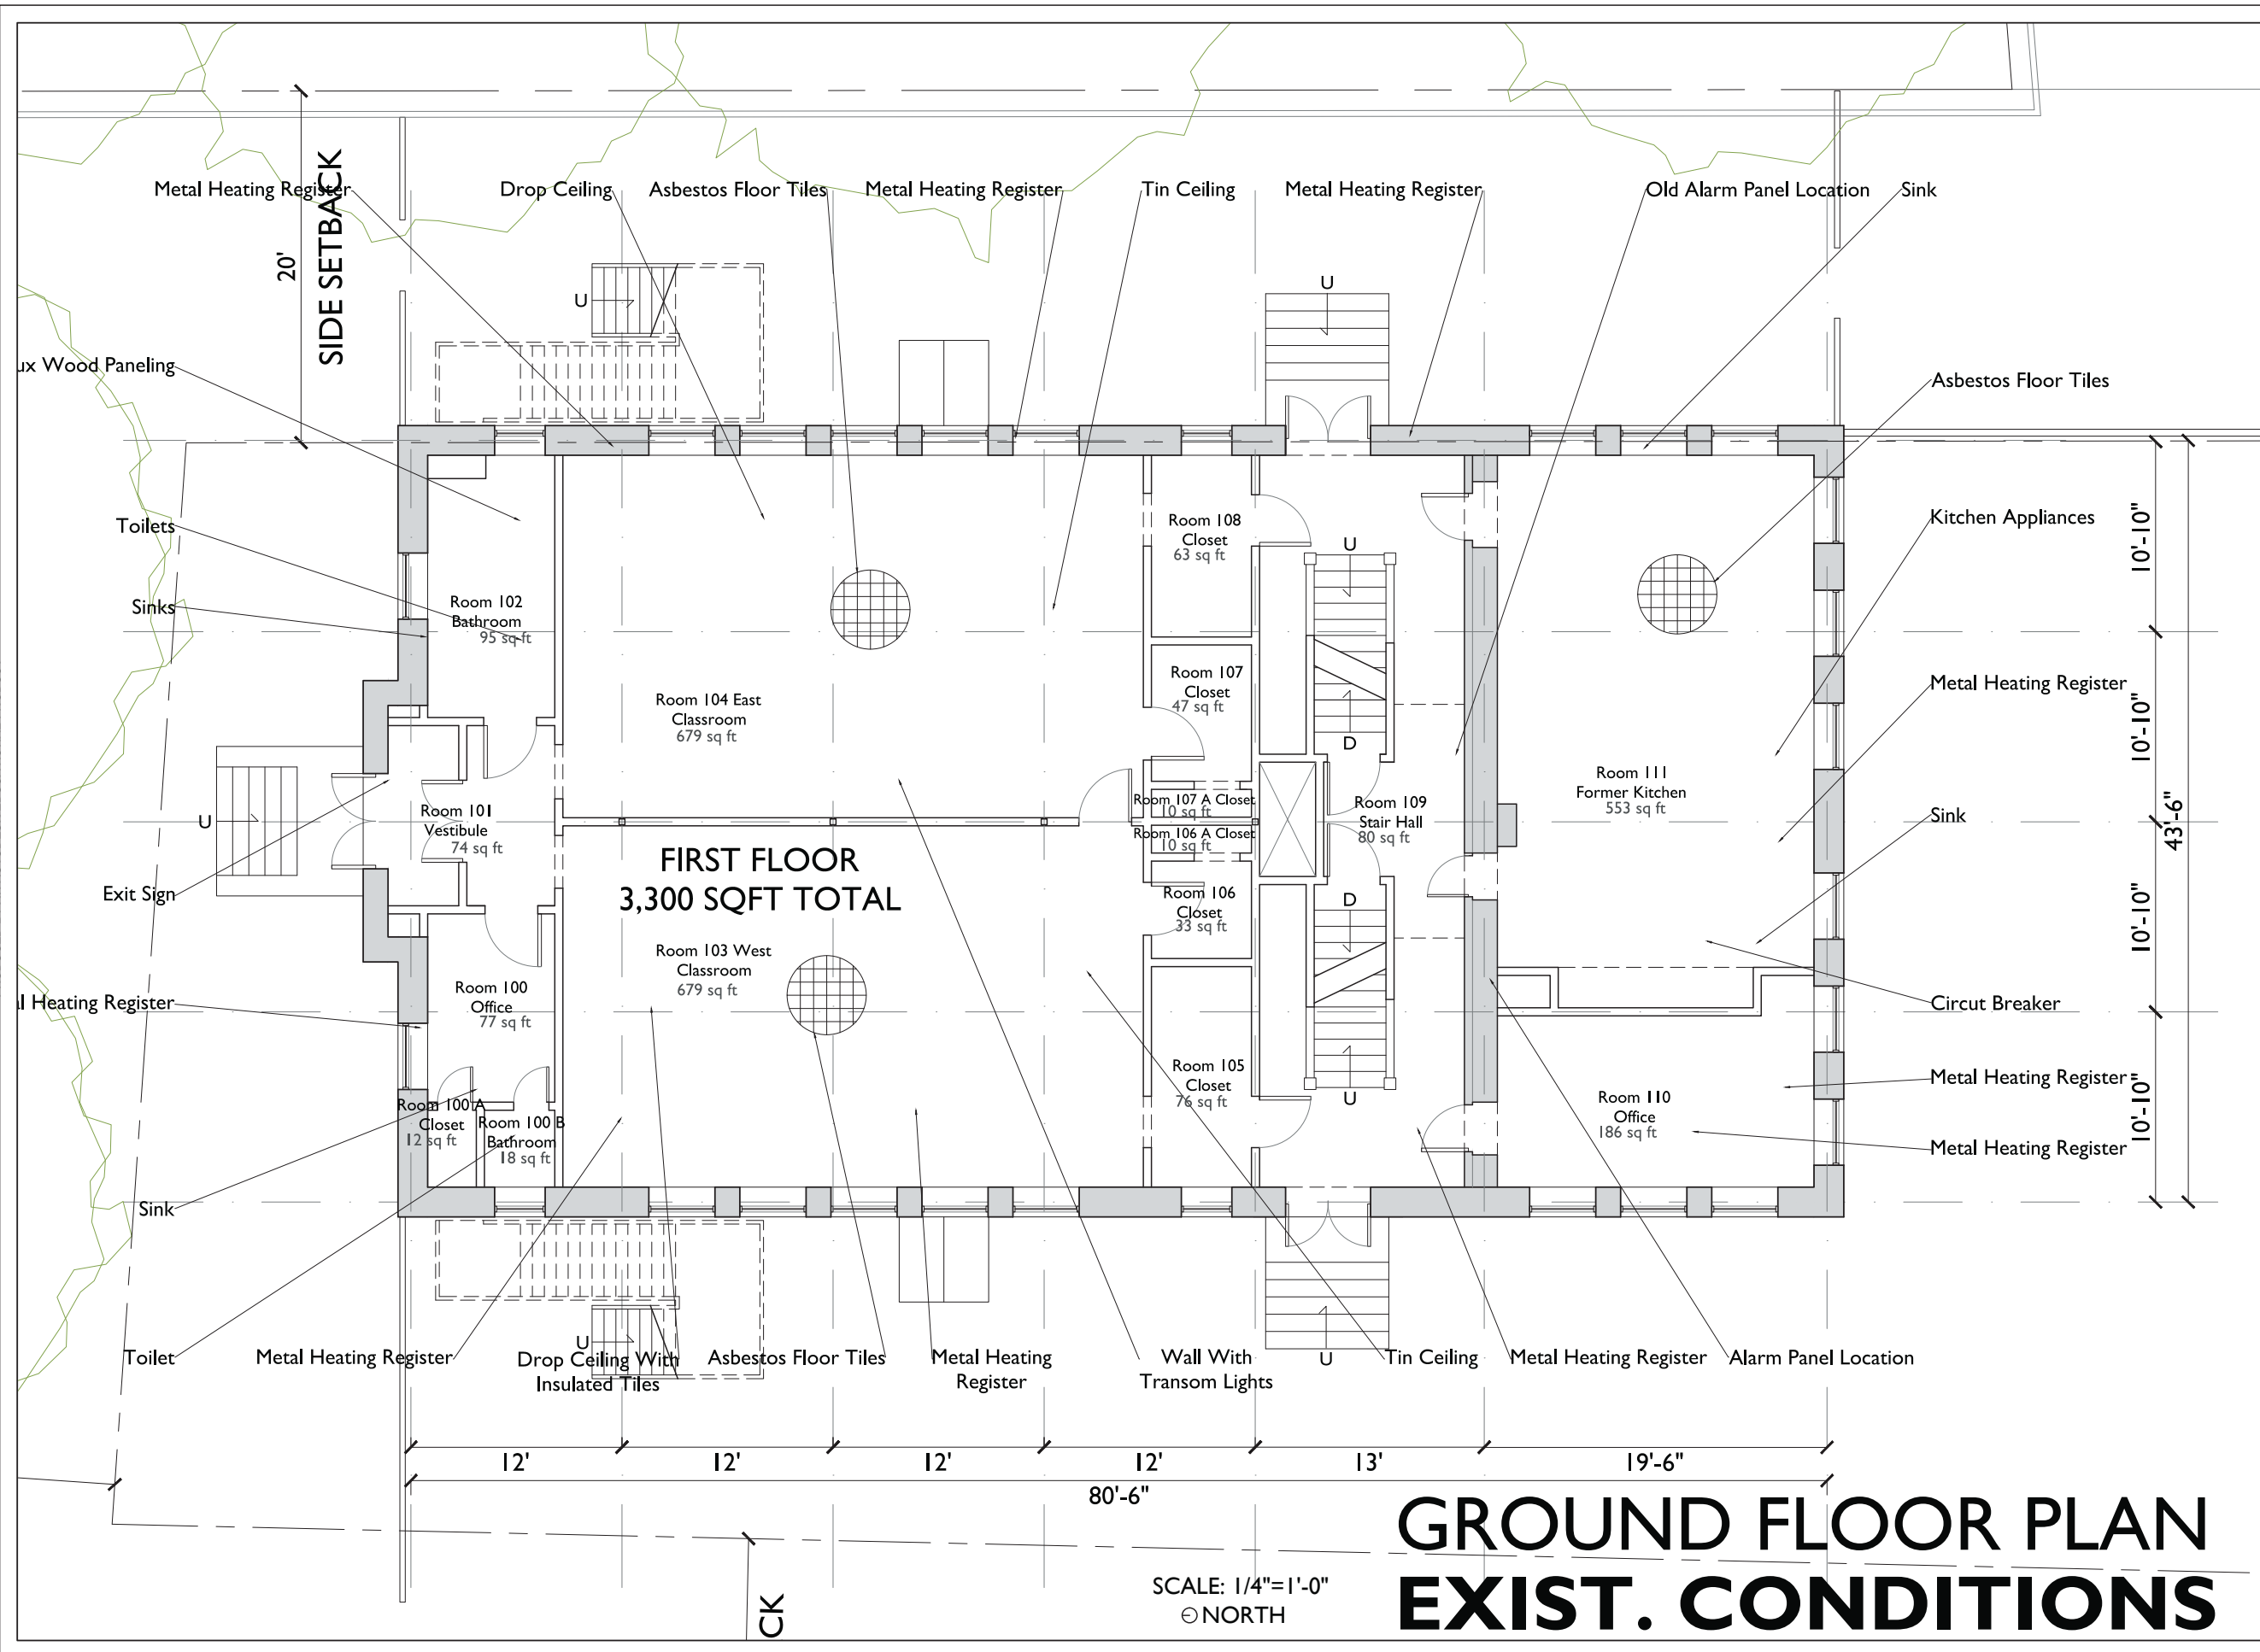 Metal Heating Register
Drop Ceiling
Asbestos Floor Tiles
Metal Heating Register
Tin Ceiling
Metal Heating Register
Old Alarm Panel Location
Sink
20'
SIDE SETBACK
U
U
ux Wood Paneling
Asbestos Floor Tiles
Toilets
Kitchen Appliances
Sinks
Metal Heating Register
Room 108
Closet
63 sq ft
U
10'-10"
Room 102
Bathroom
95 sq ft
Room 107
Closet
47 sq ft
Room 104 East
Classroom
679 sq ft
D
10'-10"
Room 111
Former Kitchen
553 sq ft
Room 107 A Closet
10 sq ft
Room 109
Stair Hall
80 sq ft
Room 101
Vestibule
74 sq ft
U
Sink
43'-6"
Room 106 A Closet
10 sq ft
FIRST FLOOR
3,300 SQFT TOTAL
Exit Sign
Room 106
Closet
33 sq ft
D
10'-10"
Room 103 West
Classroom
679 sq ft
Room 100
Office
77 sq ft
l Heating Register
Circut Breaker
Room 105
Closet
76 sq ft
U
Metal Heating Register
Room 100 A
Closet
12 sq ft
Room 100 B
Bathroom
18 sq ft
Room 110
Office
186 sq ft
10'-10"
Metal Heating Register
Sink
Toilet
Metal Heating Register
U
Drop Ceiling With
Insulated Tiles
Asbestos Floor Tiles
Metal Heating
Register
Wall With
Transom Lights
U
Tin Ceiling
Metal Heating Register
Alarm Panel Location
12'
12'
12'
12'
13'
19'-6"
80'-6"
GROUND FLOOR PLAN
EXIST. CONDITIONS
SCALE: 1/4"=1'-0"
NORTH
CK